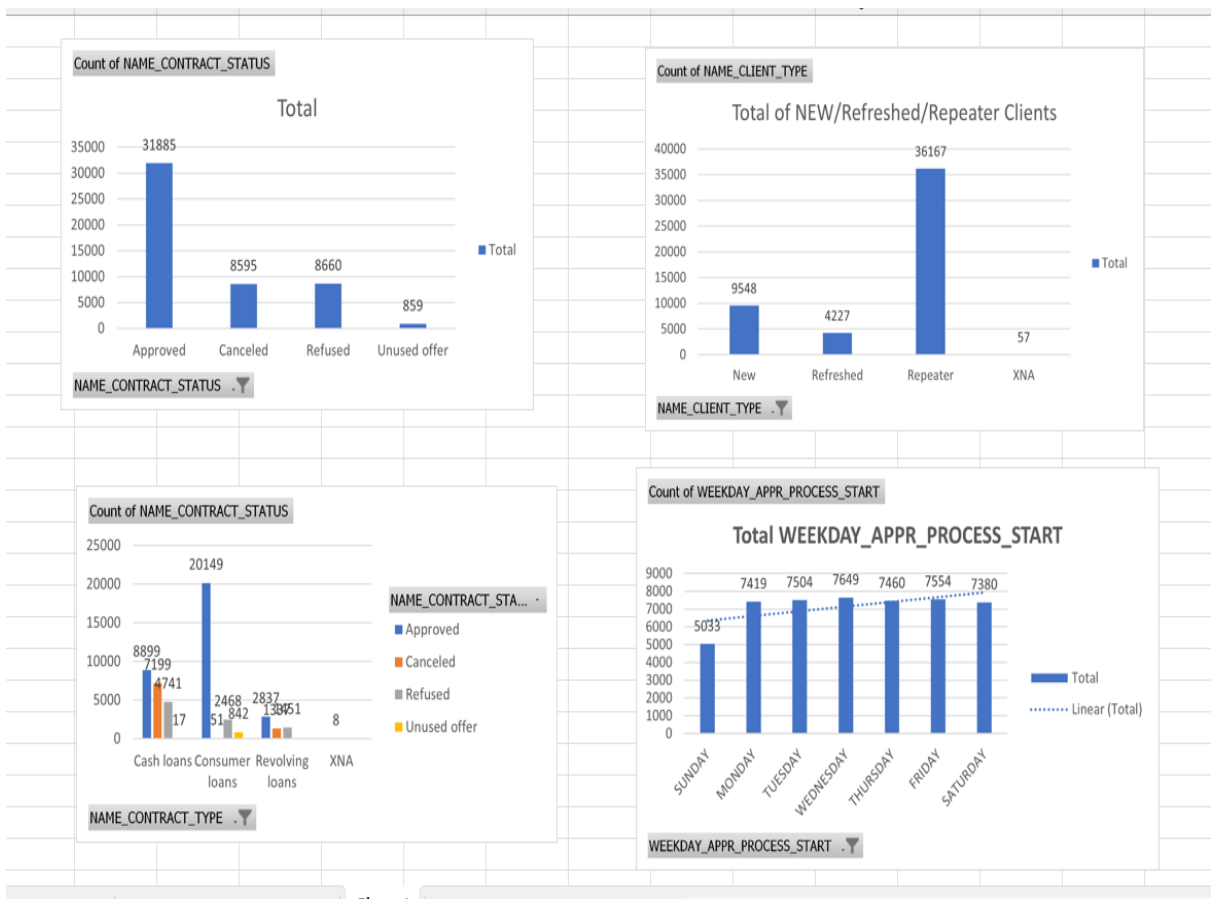 Count of NAME_CONTRACT_STATUS
Total
35000
30000
25000
20000
15000
10000
5000
0
31885
8595
8660
859
Approved
Canceled
Refused
Unused offer
Total
NAME_CONTRACT_STATUS
Count of NAME_CLIENT_TYPE
Total of NEW/Refreshed/Repeater Clients
40000
35000
30000
25000
20000
15000
10000
5000
0
9548
4227
36167
57
New
Refreshed
Repeater
XNA
Total
NAME_CLIENT_TYPE
Count of NAME_CONTRACT_STATUS
25000
20000
15000
10000
5000
0
8899
7199
4741
17
20149
51
2468
842
2837
1451
8
Cash loans
Consumer
loans
Revolving
loans
XNA
NAME_CONTRACT_STA...
Approved
Canceled
Refused
Unused offer
NAME_CONTRACT_TYPE
Count of WEEKDAY_APPR_PROCESS_START
Total WEEKDAY_APPR_PROCESS_START
9000
8000
7000
6000
5000
4000
3000
2000
1000
0
5033
7419
7504
7649
7460
7554
7380
SUNDAY
MONDAY
TUESDAY
WEDNESDAY
THURSDAY
FRIDAY
SATURDAY
Total
Linear (Total)
WEEKDAY_APPR_PROCESS_START